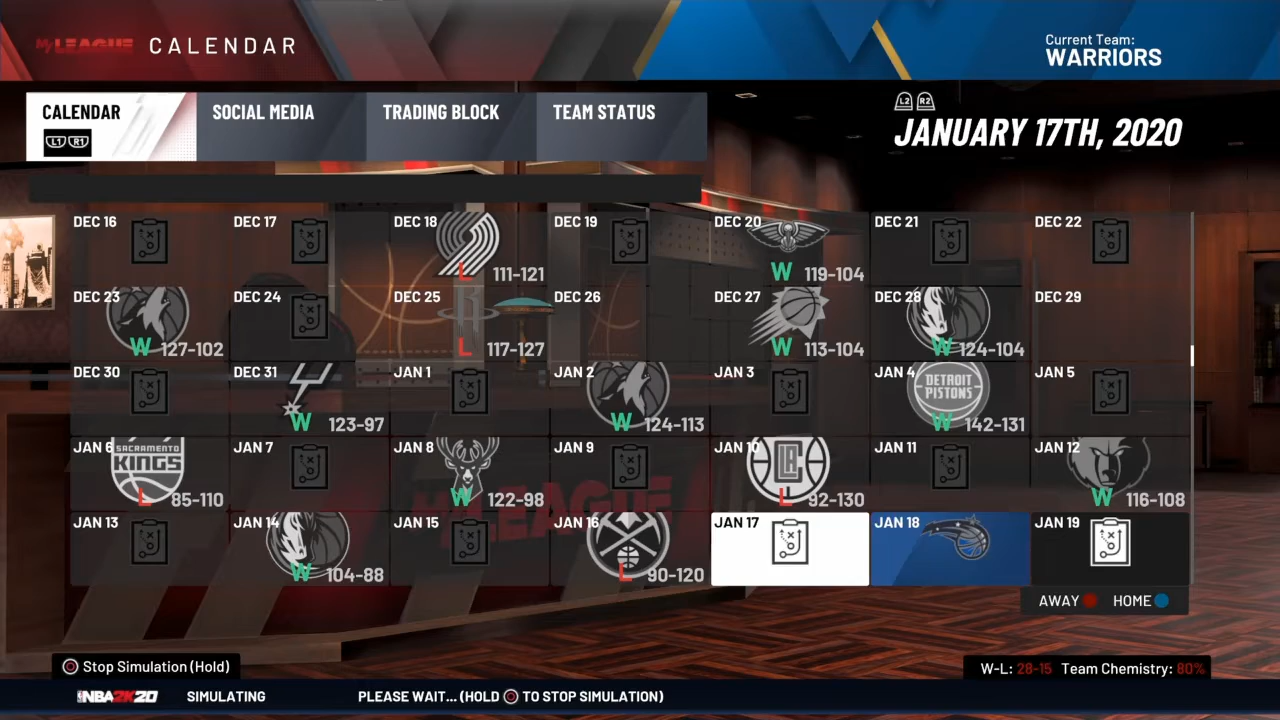 MyLEAGUE CALENDAR
Current Team:
WARRIORS
CALENDAR SOCIAL MEDIA TRADING BLOCK TEAM STATUS
L1 R1
L2 R2
JANUARY 17TH, 2020
DEC 16 DEC 17 DEC 18 DEC 19 DEC 20 DEC 21 DEC 22
L 111-121 W 119-104
DEC 23 DEC 24 DEC 25 DEC 26 DEC 27 DEC 28 DEC 29
W 127-102 L 117-127 W 113-104 W 124-104
DEC 30 DEC 31 JAN 1 JAN 2 JAN 3 JAN 4 JAN 5
DETROIT
PISTONS
W 123-97 W 124-113 W 142-131
JAN 6 JAN 7 JAN 8 JAN 9 JAN 10 JAN 11 JAN 12
SACRAMENTO
KINGS
LAC
L 85-110 W 122-98 L 92-130 W 116-108
MyLEAGUE
JAN 13 JAN 14 JAN 15 JAN 16 JAN 17 JAN 18 JAN 19
W 104-88 L 90-120
AWAY HOME
Stop Simulation (Hold)
W-L: 28-15 Team Chemistry: 80%
NBA2K20 SIMULATING PLEASE WAIT... (HOLD TO STOP SIMULATION)